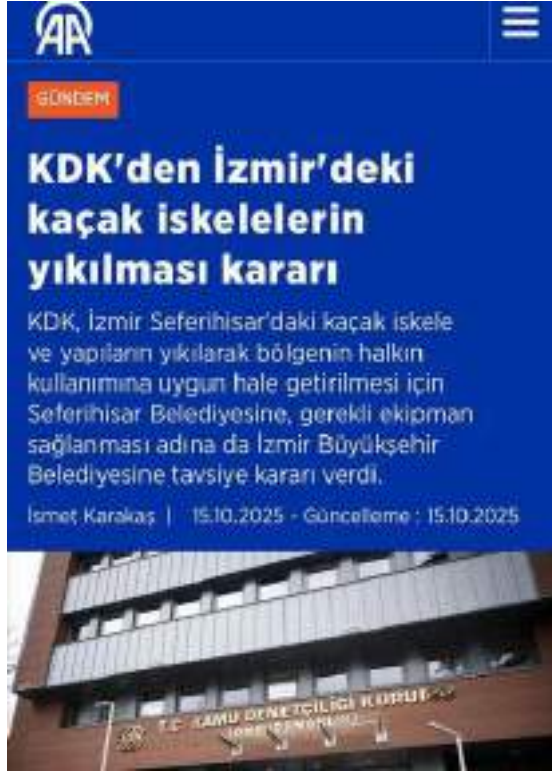 AA
GÜNDEM
KDK'den İzmir'deki
kaçak iskelelerin
yıkılması kararı
KDK, İzmir Seferihisar'daki kaçak iskele
ve yapıların yıkılarak bölgenin halkın
kullanımına uygun hale getirilmesi için
Seferihisar Belediyesine, gerekli ekipman
sağlanması adına da İzmir Büyükşehir
Belediyesine tavsiye kararı verdi.
İsmet Karakaş | 15.10.2025 - Güncelleme : 15.10.2025
T.C. KAMU DENETÇİLİĞİ KURUMU